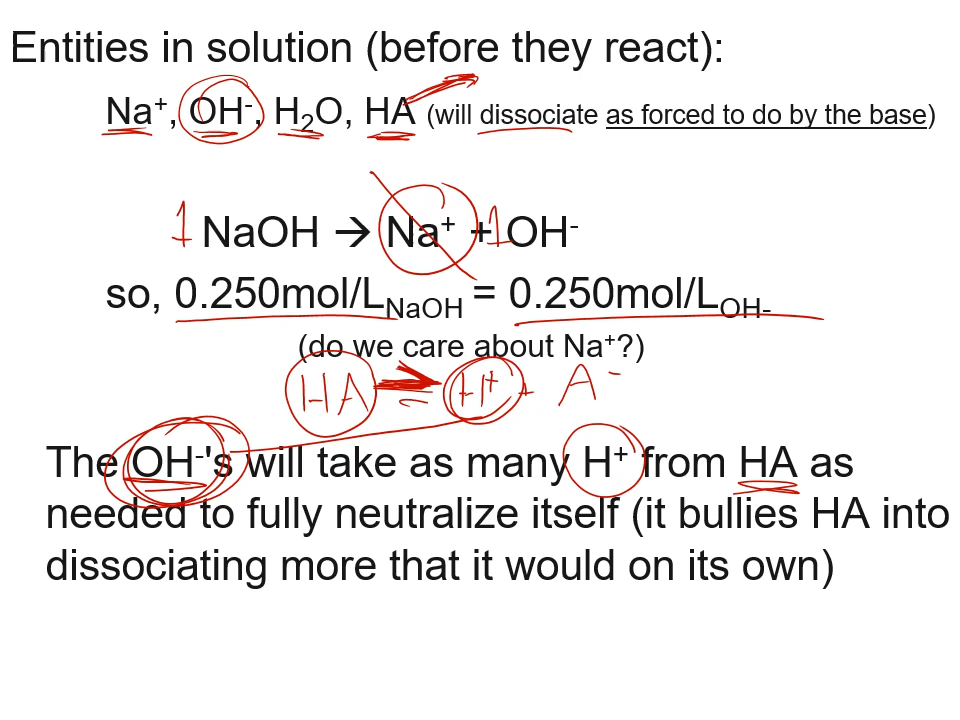 Entities in solution (before they react):
Na⁺, OH⁻, H₂O, HA (will dissociate as forced to do by the base)
1 NaOH → Na⁺ + 1 OH⁻
so, 0.250mol/L_NaOH = 0.250mol/L_OH-
(do we care about Na⁺?)
HA ⇌ H⁺ + A⁻
The OH⁻'s will take as many H⁺ from HA as
needed to fully neutralize itself (it bullies HA into
dissociating more that it would on its own)